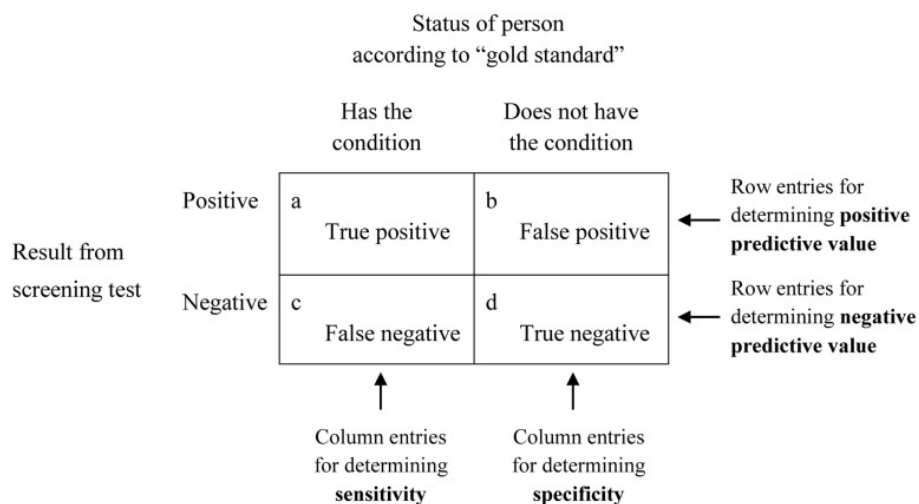 Status of person
according to “gold standard”
Has the
condition
Does not have
the condition
Positive
a
True positive
b
False positive
Row entries for
determining positive
predictive value
Result from
screening test
Negative
c
False negative
d
True negative
Row entries for
determining negative
predictive value
Column entries
for determining
sensitivity
Column entries
for determining
specificity